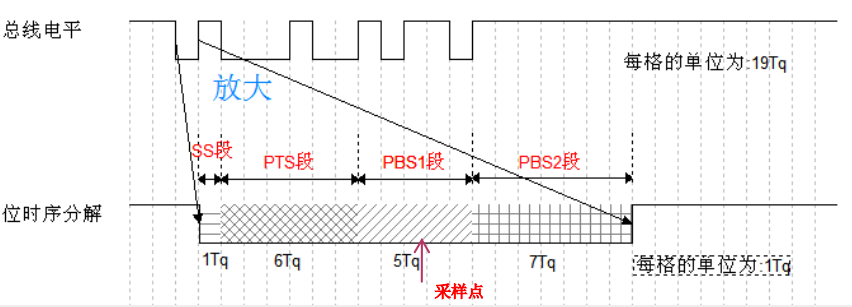 总线电平
每格的单位为:19Tq
放大
SS段
PTS段
PBS1段
PBS2段
位时序分解
1Tq
6Tq
5Tq
7Tq
每格的单位为:1Tq
采样点